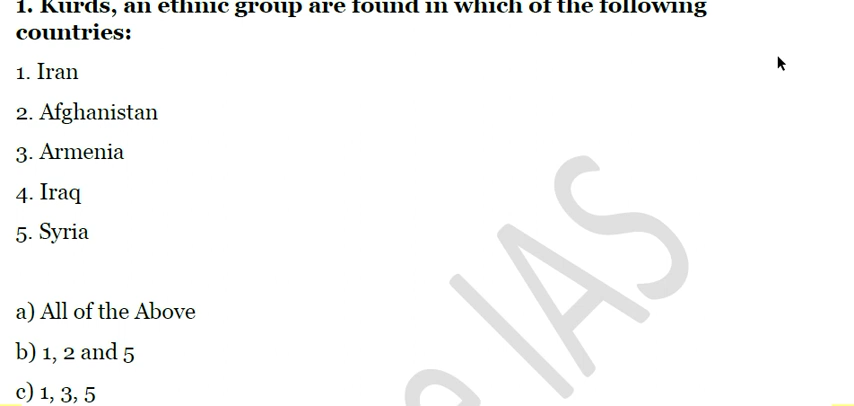 1. Kurds, an ethnic group are found in which of the following
countries:
1. Iran
2. Afghanistan
3. Armenia
4. Iraq
5. Syria
IAS
a) All of the Above
b) 1, 2 and 5
c) 1, 3, 5